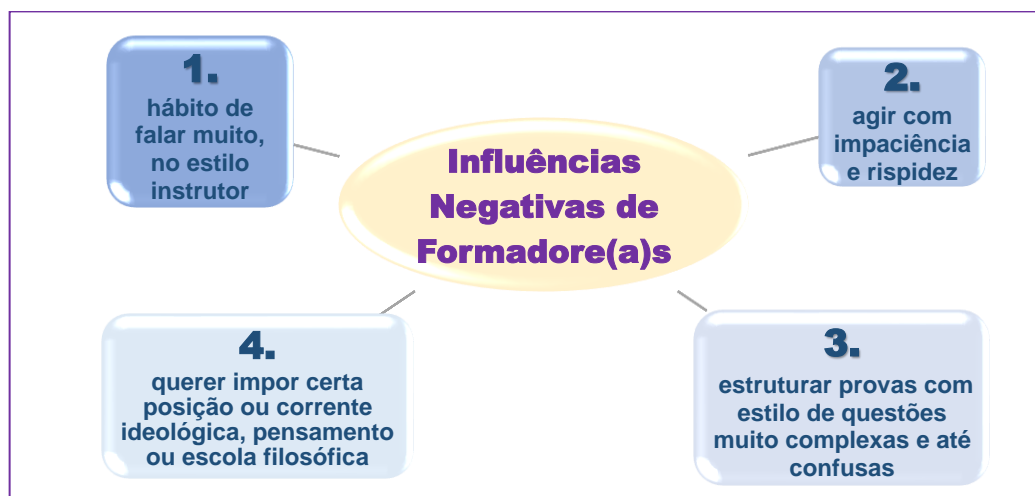 Influências
Negativas de
Formadore(a)s
1.
hábito de
falar muito,
no estilo
instrutor
2.
agir com
impaciência
e rispidez
3.
estruturar provas com
estilo de questões
muito complexas e até
confusas
4.
querer impor certa
posição ou corrente
ideológica, pensamento
ou escola filosófica